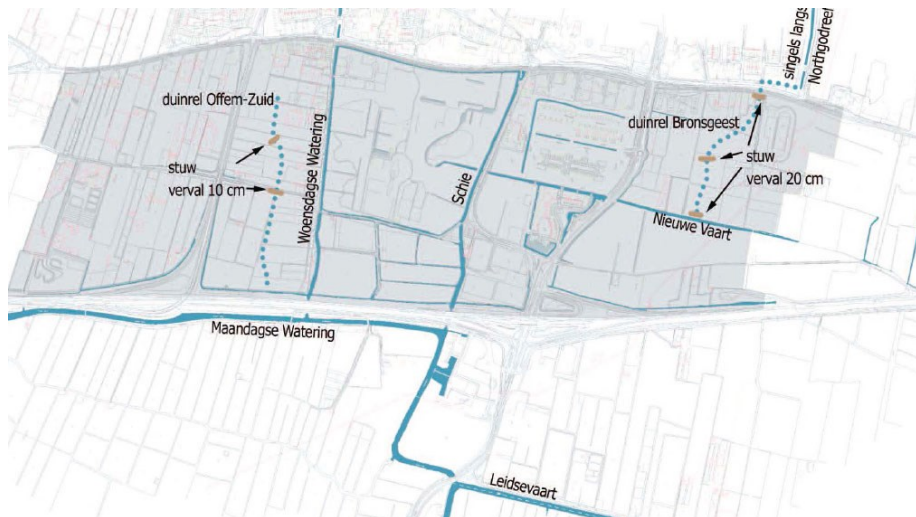 singels langs
Northgodreef
duinrel Offem-Zuid
duinrel Bronsgeest
stuw
verval 10 cm
Woensdagse Watering
Schie
stuw
verval 20 cm
Nieuwe Vaart
Maandagse Watering
Leidsevaart